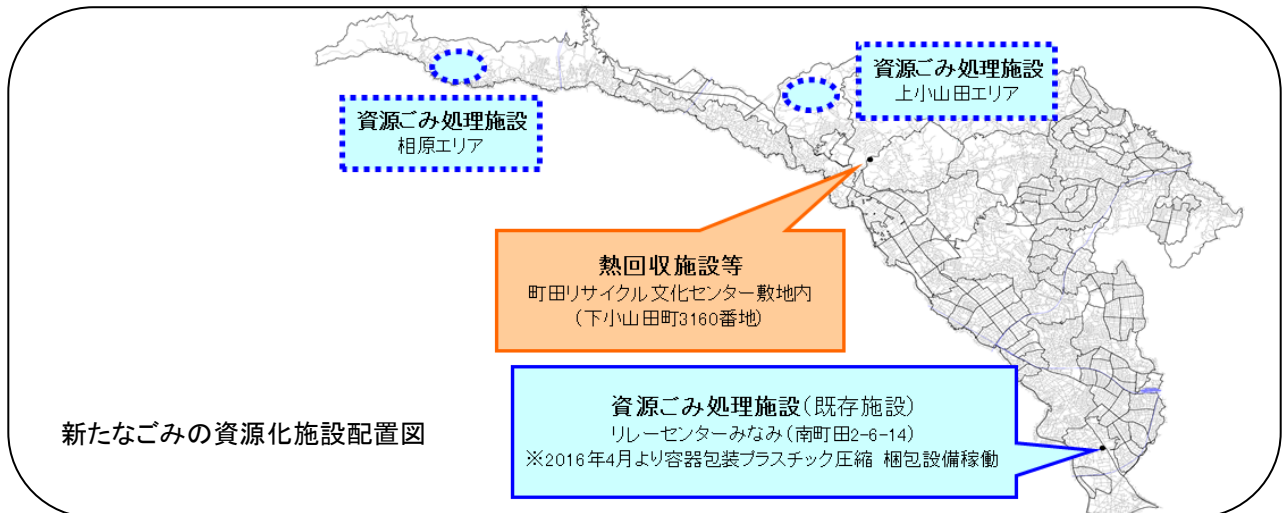 資源ごみ処理施設
上小山田エリア
資源ごみ処理施設
相原エリア
熱回収施設等
町田リサイクル文化センター敷地内
(下小山田町3160番地)
資源ごみ処理施設(既存施設)
リレーセンターみなみ(南町田2-6-14)
※2016年4月より容器包装プラスチック圧縮 梱包設備稼働
新たなごみの資源化施設配置図